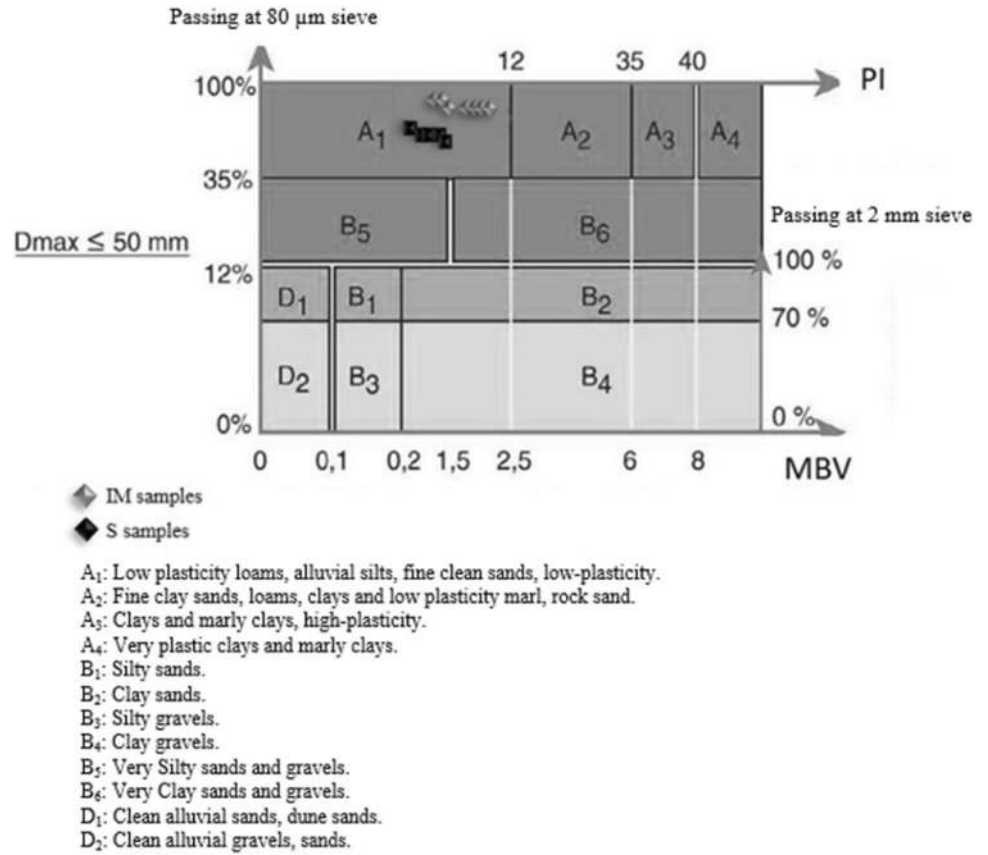 Passing at 80 µm sieve
12 35 40
100% PI
A1 A2 A3 A4
35%
Passing at 2 mm sieve
B5 B6
Dmax ≤ 50 mm
100 %
12%
D1 B1 B2
70 %
D2 B3 B4
0% 0 %
0 0,1 0,2 1,5 2,5 6 8 MBV
IM samples
S samples
A1: Low plasticity loams, alluvial silts, fine clean sands, low-plasticity.
A2: Fine clay sands, loams, clays and low plasticity marl, rock sand.
A3: Clays and marly clays, high-plasticity.
A4: Very plastic clays and marly clays.
B1: Silty sands.
B2: Clay sands.
B3: Silty gravels.
B4: Clay gravels.
B5: Very Silty sands and gravels.
B6: Very Clay sands and gravels.
D1: Clean alluvial sands, dune sands.
D2: Clean alluvial gravels, sands.